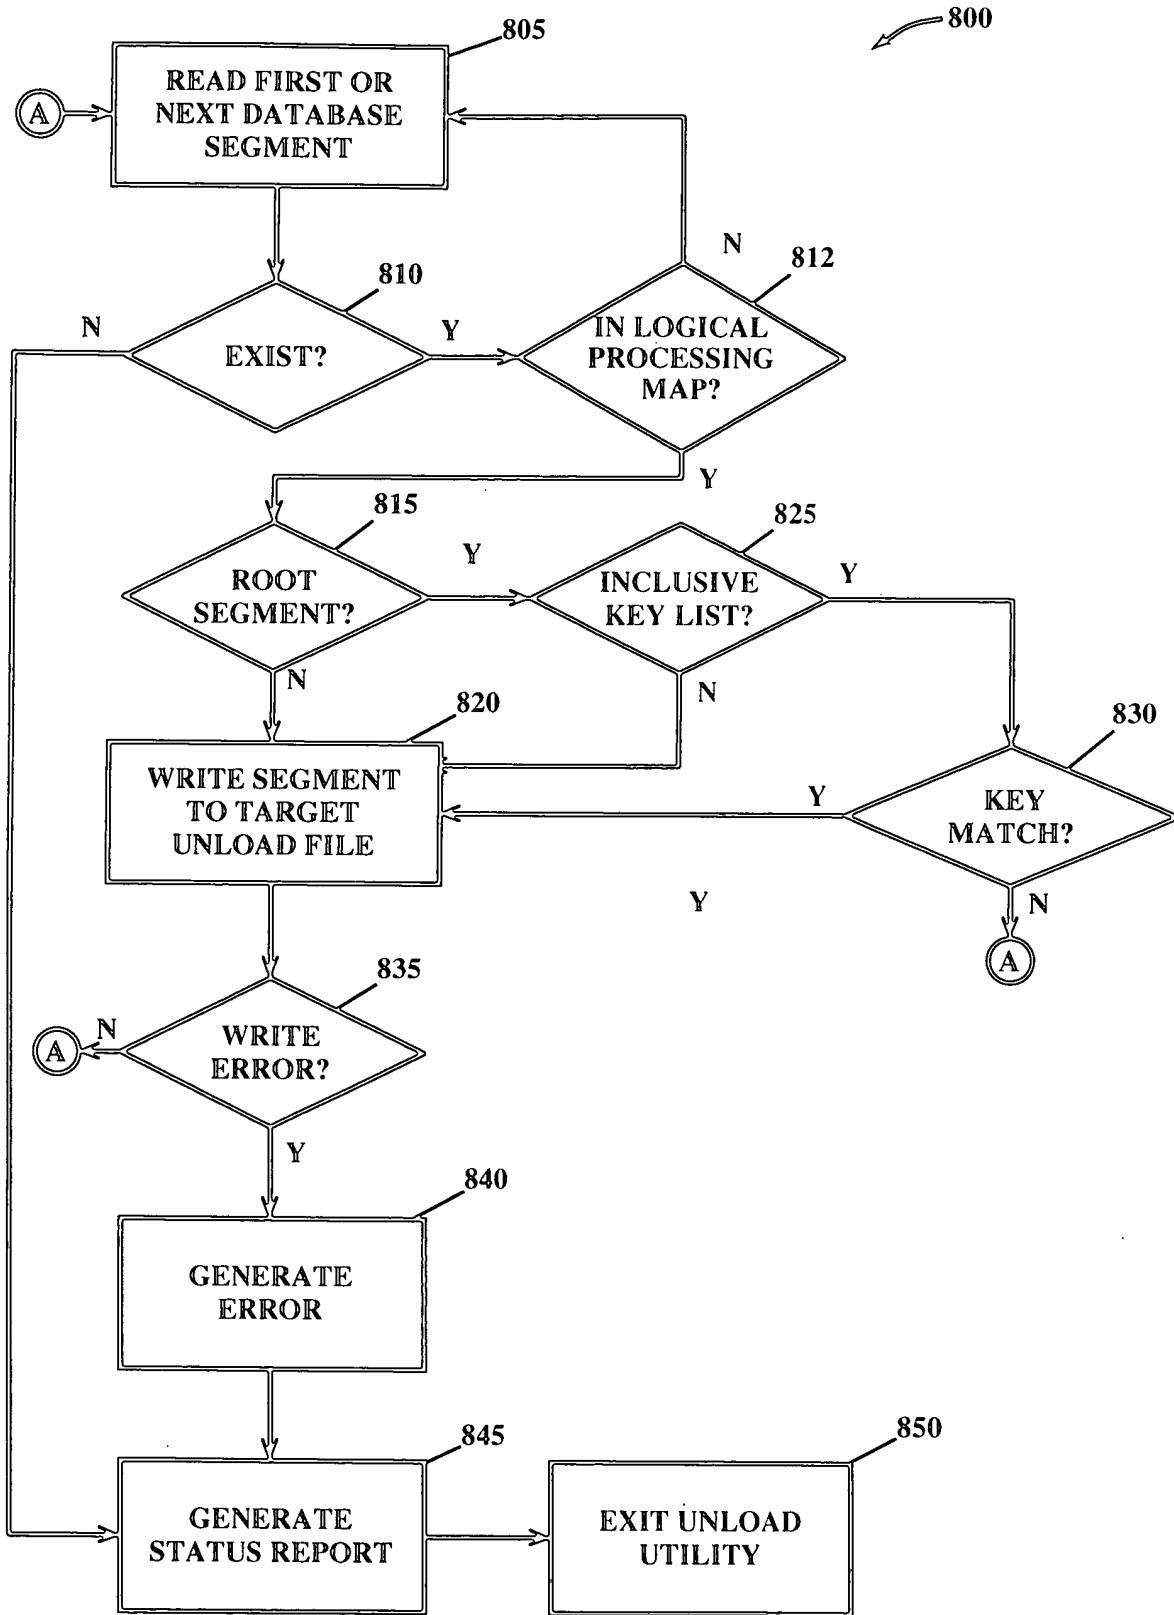 800
805
READ FIRST OR
NEXT DATABASE
SEGMENT
A
N
812
810
N
Y
EXIST?
IN LOGICAL
PROCESSING
MAP?
Y
815
825
Y
Y
ROOT
SEGMENT?
INCLUSIVE
KEY LIST?
N
N
820
830
WRITE SEGMENT
TO TARGET
UNLOAD FILE
Y
KEY
MATCH?
Y
N
A
835
N
A
WRITE
ERROR?
Y
840
GENERATE
ERROR
845
850
GENERATE
STATUS REPORT
EXIT UNLOAD
UTILITY